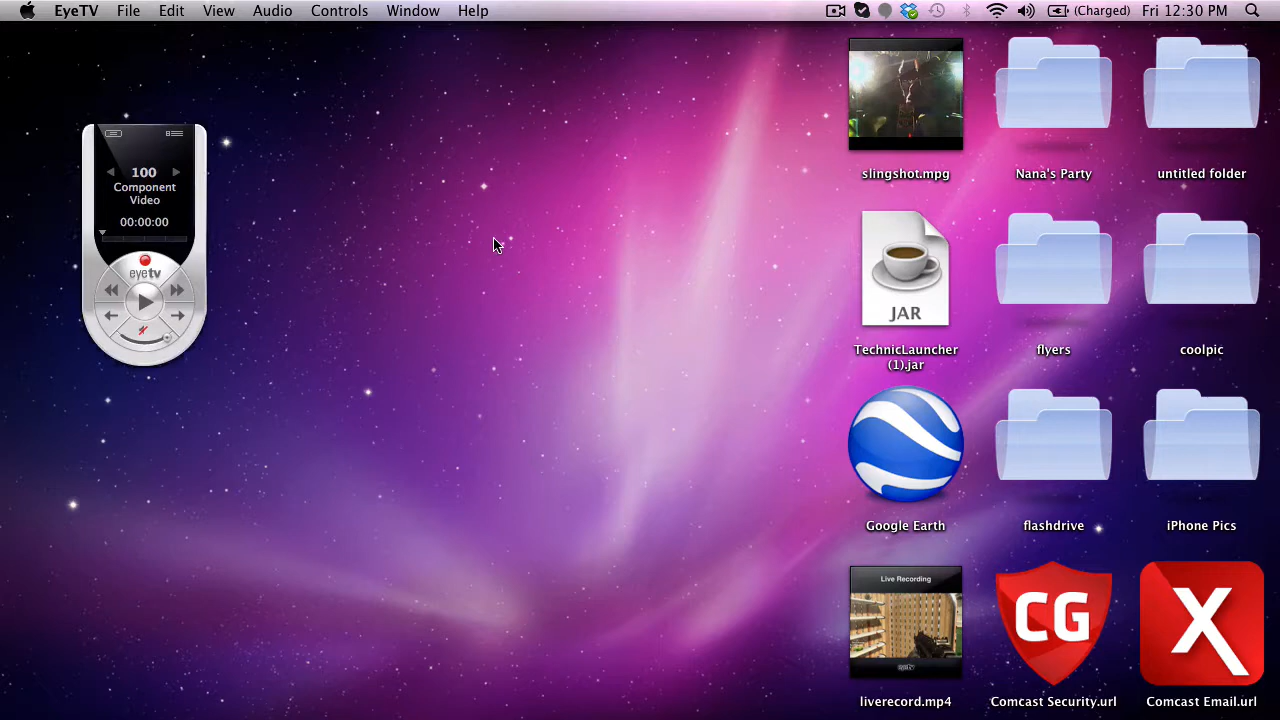 EyeTV File Edit View Audio Controls Window Help (Charged) Fri 12:30 PM
100
Component
Video
00:00:00
eyetv
slingshot.mpg
Nana's Party
untitled folder
JAR
TechnicLauncher
(1).jar
flyers
coolpic
Google Earth
flashdrive
iPhone Pics
Live Recording
eyetv
liverecord.mp4
CG
Comcast Security.url
X
Comcast Email.url